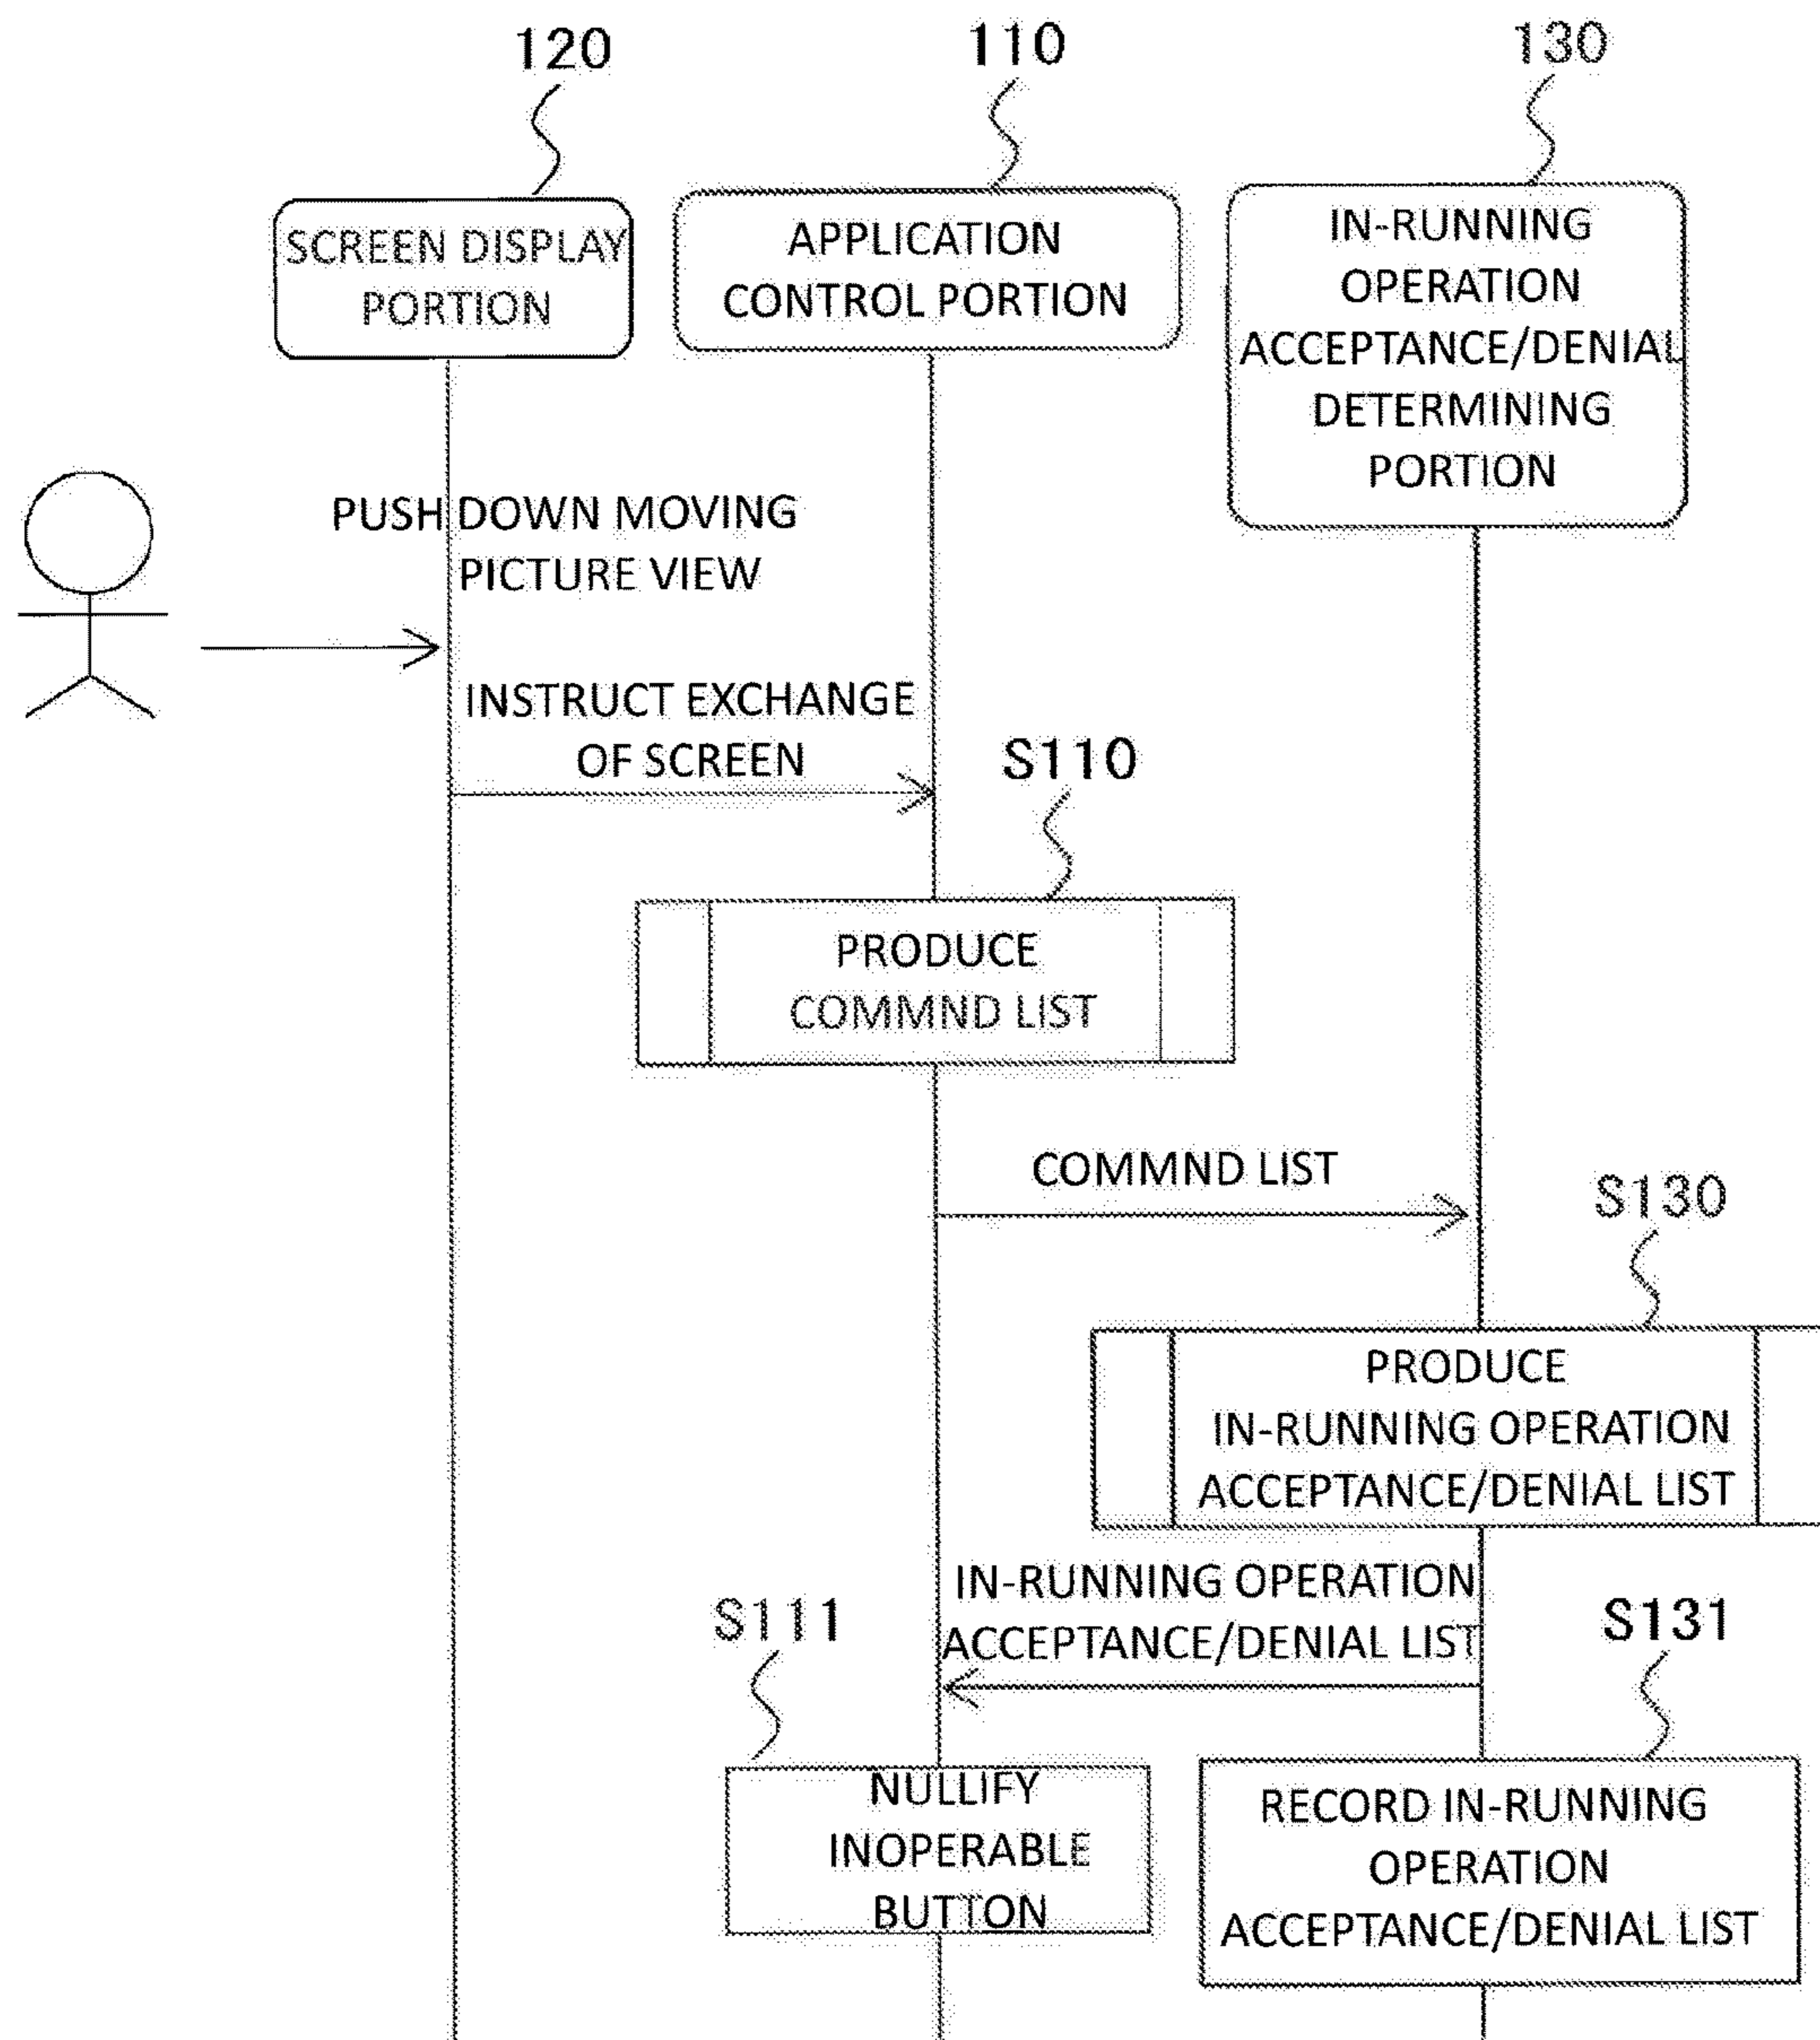 120
110
130
SCREEN DISPLAY
PORTION
APPLICATION
CONTROL PORTION
IN-RUNNING
OPERATION
ACCEPTANCE/DENIAL
DETERMINING
PORTION
PUSH DOWN MOVING
PICTURE VIEW
INSTRUCT EXCHANGE
OF SCREEN
S110
PRODUCE
COMMND LIST
COMMND LIST
S130
PRODUCE
IN-RUNNING OPERATION
ACCEPTANCE/DENIAL LIST
IN-RUNNING OPERATION
ACCEPTANCE/DENIAL LIST
S111
S131
NULLIFY
INOPERABLE
BUTTON
RECORD IN-RUNNING
OPERATION
ACCEPTANCE/DENIAL LIST